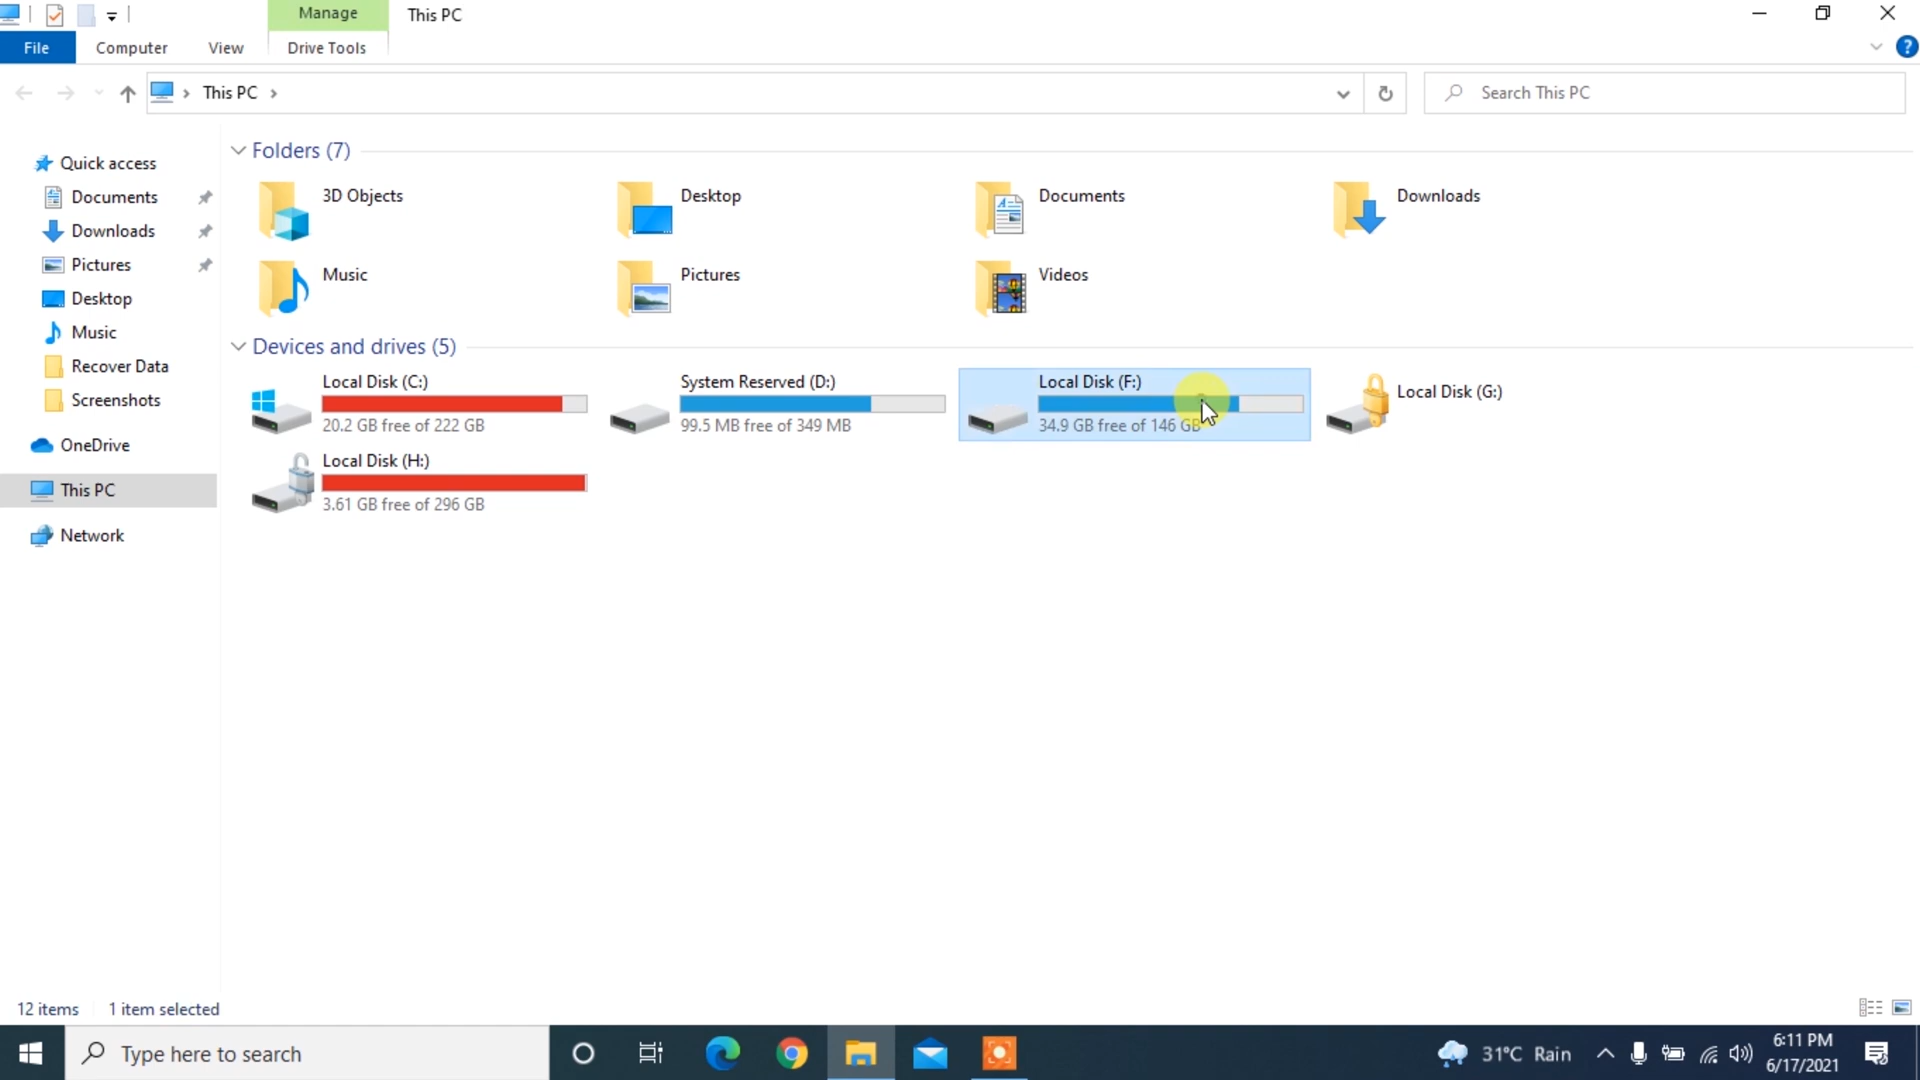 Manage
This PC
File
Computer
View
Drive Tools
This PC
Search This PC
Quick access
Documents
Downloads
Pictures
Desktop
Music
Recover Data
Screenshots
OneDrive
This PC
Network
Folders (7)
3D Objects
Desktop
Documents
Downloads
Music
Pictures
Videos
Devices and drives (5)
Local Disk (C:)
20.2 GB free of 222 GB
System Reserved (D:)
99.5 MB free of 349 MB
Local Disk (F:)
34.9 GB free of 146 GB
Local Disk (G:)
Local Disk (H:)
3.61 GB free of 296 GB
12 items
1 item selected
Type here to search
31°C Rain
6:11 PM
6/17/2021